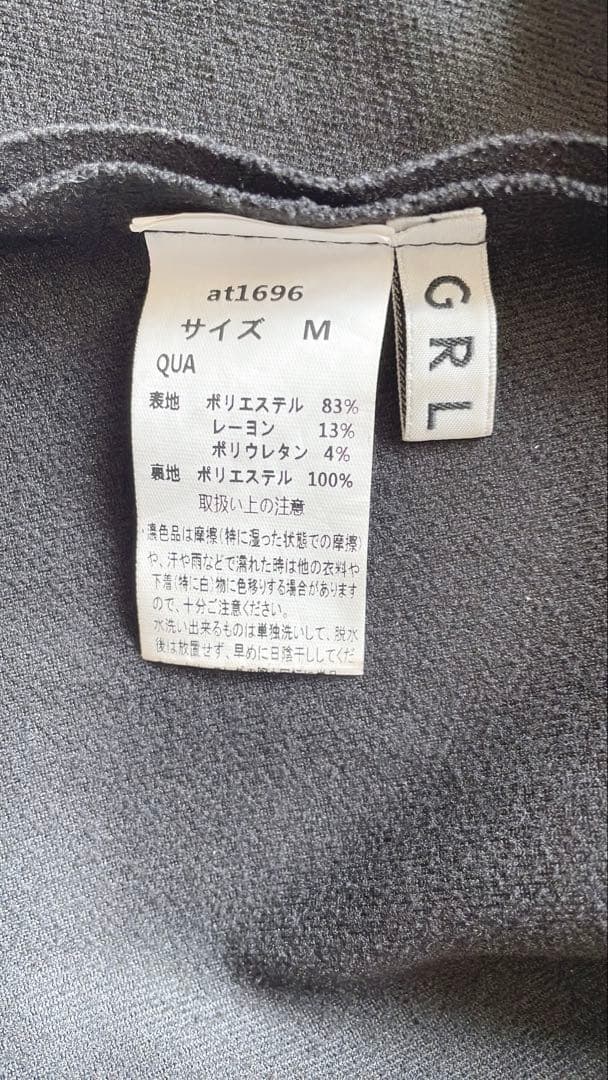 at1696
サイズ M
QUA
表地 ポリエステル 83%
レーヨン 13%
ポリウレタン 4%
裏地 ポリエステル 100%
取扱い上の注意
濃色品は摩擦(特に湿った状態での摩擦)
や、汗や雨などで濡れた時は他の衣料や
下着(特に白)物に色移りする場合があります
ので、十分ご注意ください。
水洗い出来るものは単独洗いして、脱水
後は放置せず、早めに日陰干ししてくだ
GRL